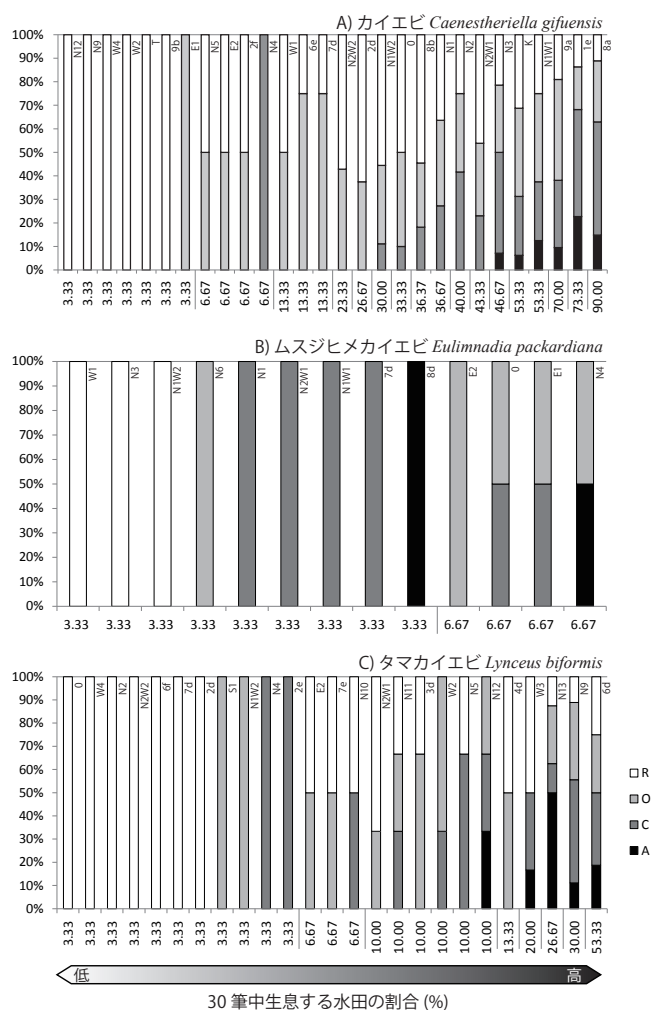 A) カイエビ Caenestheriella gifuensis
100%
90%
80%
70%
60%
50%
40%
30%
20%
10%
0%
N12 N9 W4 W2 T 9b E1 N5 E2 2f N4 W1 6e 7d N2W2 2d N1W2 0 8b N1 N2 N2W1 N3 K N1W1 9a 1e 8a
3.33 3.33 3.33 3.33 3.33 3.33 3.33 6.67 6.67 6.67 6.67 13.33 13.33 13.33 23.33 26.67 30.00 33.33 36.37 36.67 40.00 43.33 46.67 53.33 53.33 70.00 73.33 90.00
B) ムスジヒメカイエビ Eulimnadia packardiana
100%
90%
80%
70%
60%
50%
40%
30%
20%
10%
0%
W1 N3 N1W2 N6 N1 N2W1 N1W1 7d 8d E2 0 E1 N4
3.33 3.33 3.33 3.33 3.33 3.33 3.33 3.33 3.33 6.67 6.67 6.67 6.67
C) タマカイエビ Lynceus biformis
100%
90%
80%
70%
60%
50%
40%
30%
20%
10%
0%
0 W4 N2 N2W2 6f 7d 2d S1 N1W2 N4 2e E2 7e N10 N2W1 N11 3d W2 N5 N12 4d W3 N13 N9 6d
3.33 3.33 3.33 3.33 3.33 3.33 3.33 3.33 3.33 3.33 3.33 6.67 6.67 6.67 10.00 10.00 10.00 10.00 10.00 10.00 13.33 20.00 26.67 30.00 53.33
R
O
C
A
低 高
30 筆中生息する水田の割合 (%)